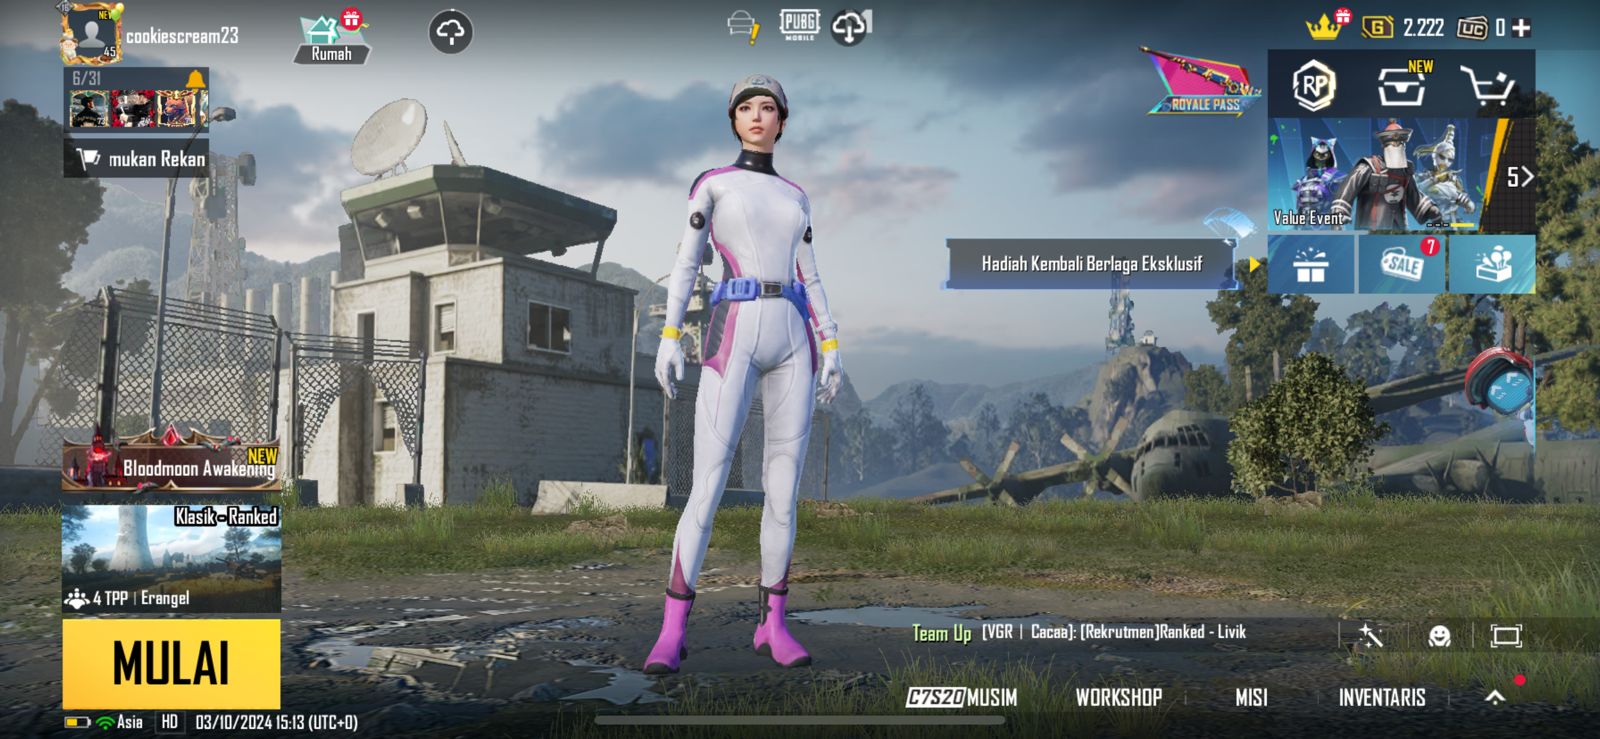 NEW
cookiescream23
45
Rumah
PUBG
MOBILE
2.222
UC 0
6/31
mukan Rekan
ROYALE PASS
RP
NEW
Value Event
5
Hadiah Kembali Berlaga Eksklusif
SALE
7
Bloodmoon Awakening
NEW
Klasik - Ranked
4 TPP | Erangel
MULAI
Team Up [VGR | Cacaa]: [Rekrutmen]Ranked - Livik
C7S20 MUSIM
WORKSHOP
MISI
INVENTARIS
Asia HD 03/10/2024 15:13 (UTC+0)